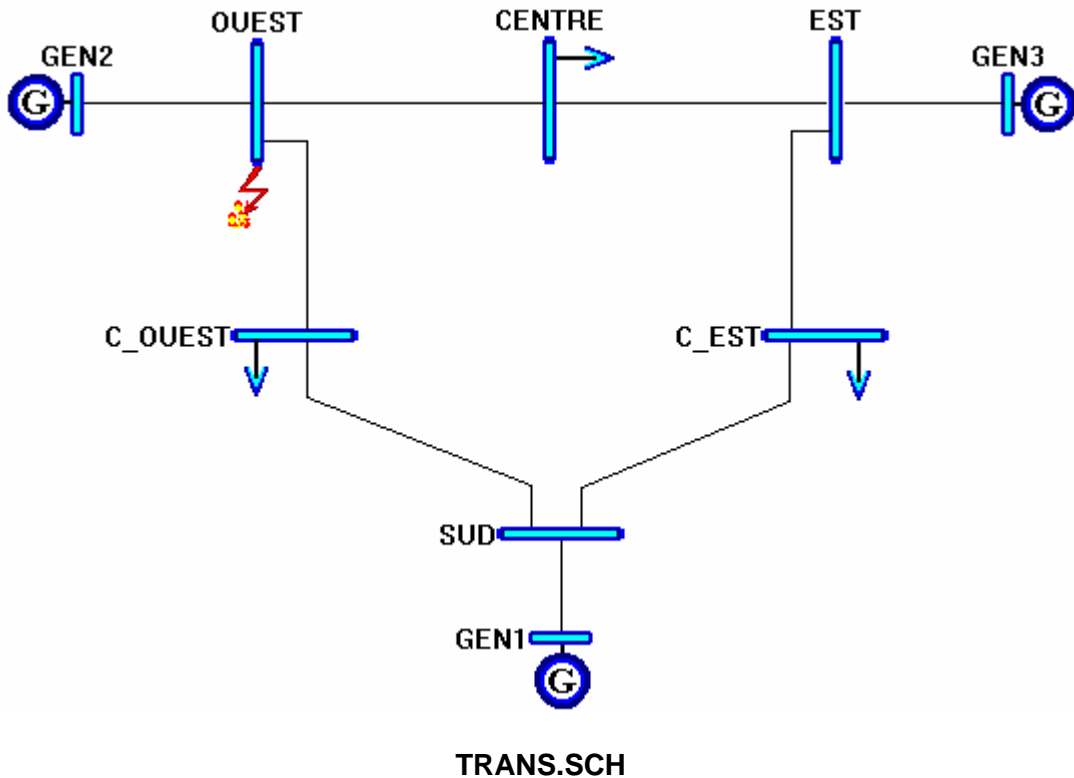 OUEST
CENTRE
EST
GEN2
GEN3
G
G
C_OUEST
C_EST
SUD
GEN1
G
TRANS.SCH